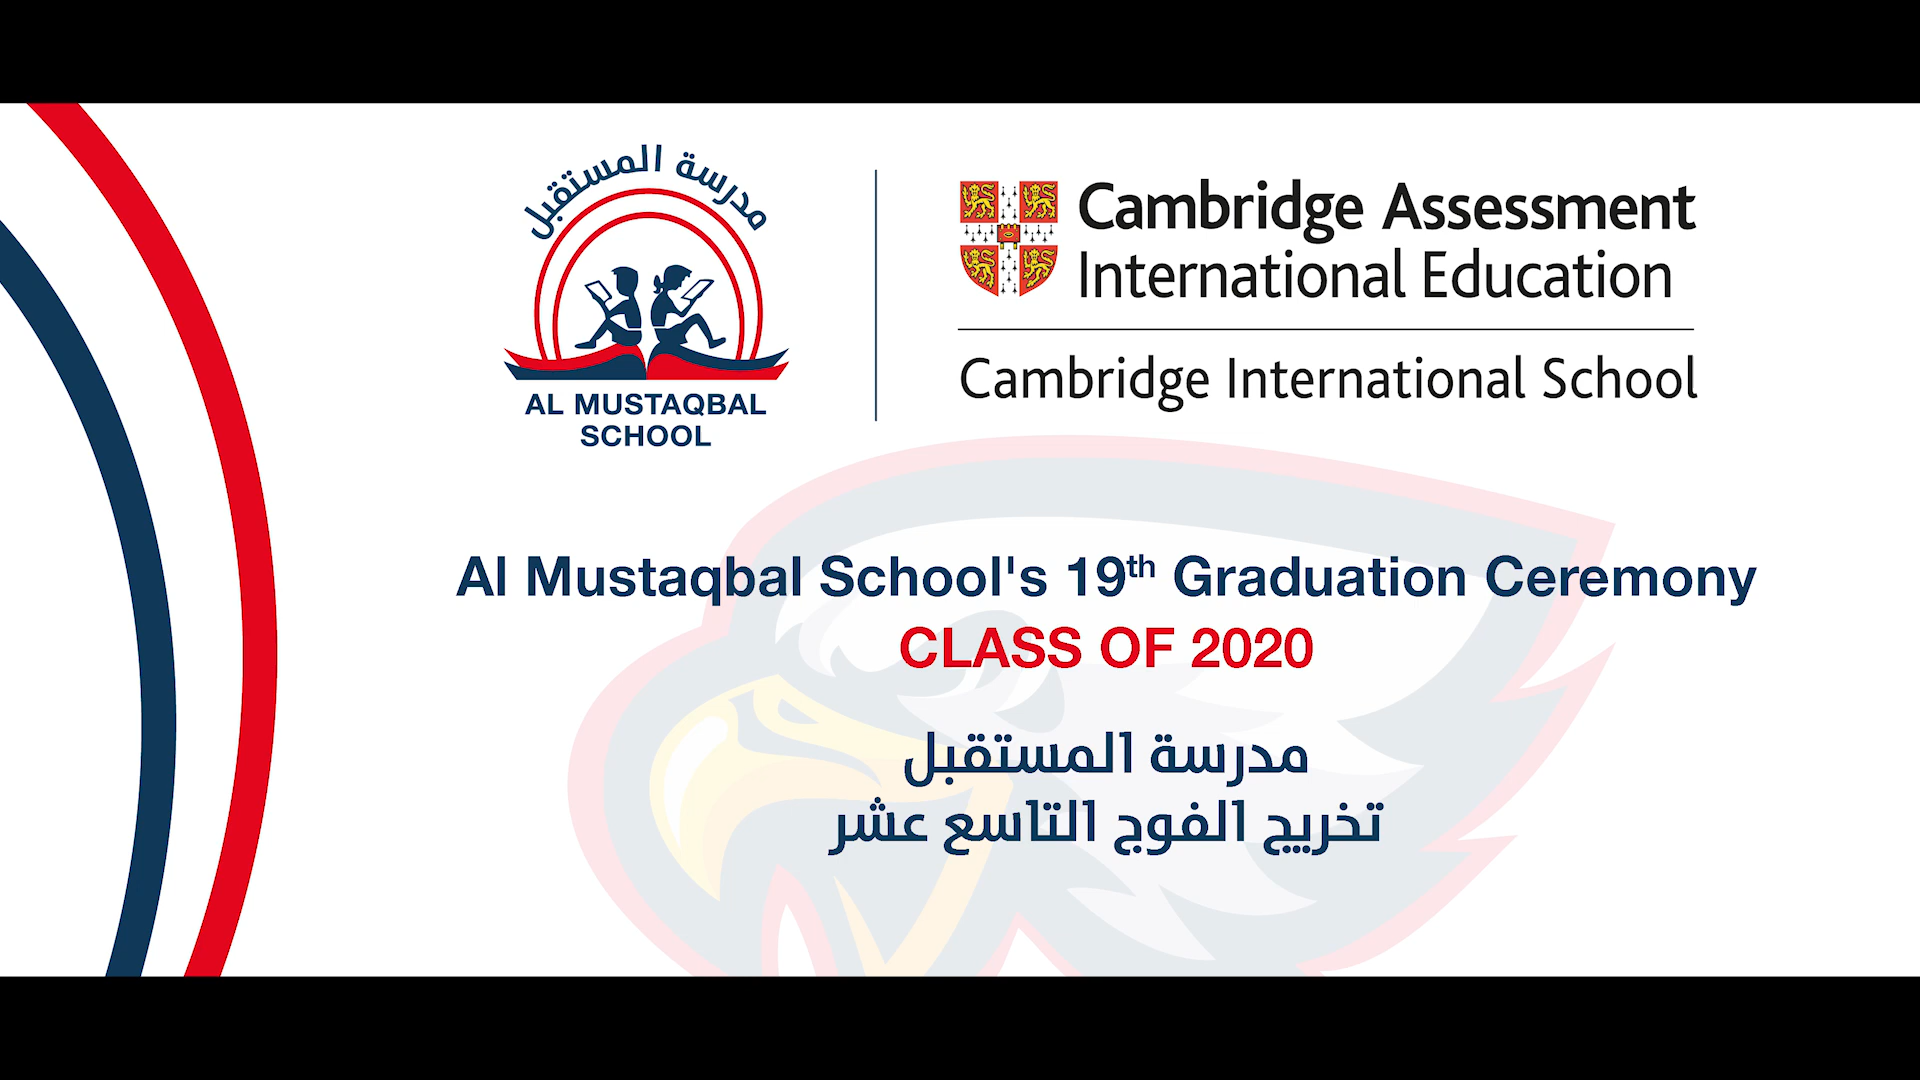 مدرسة المستقبل
AL MUSTAQBAL
SCHOOL
Cambridge Assessment
International Education
Cambridge International School
Al Mustaqbal School's 19th Graduation Ceremony
CLASS OF 2020
مدرسة المستقبل
تخريج الفوج التاسع عشر